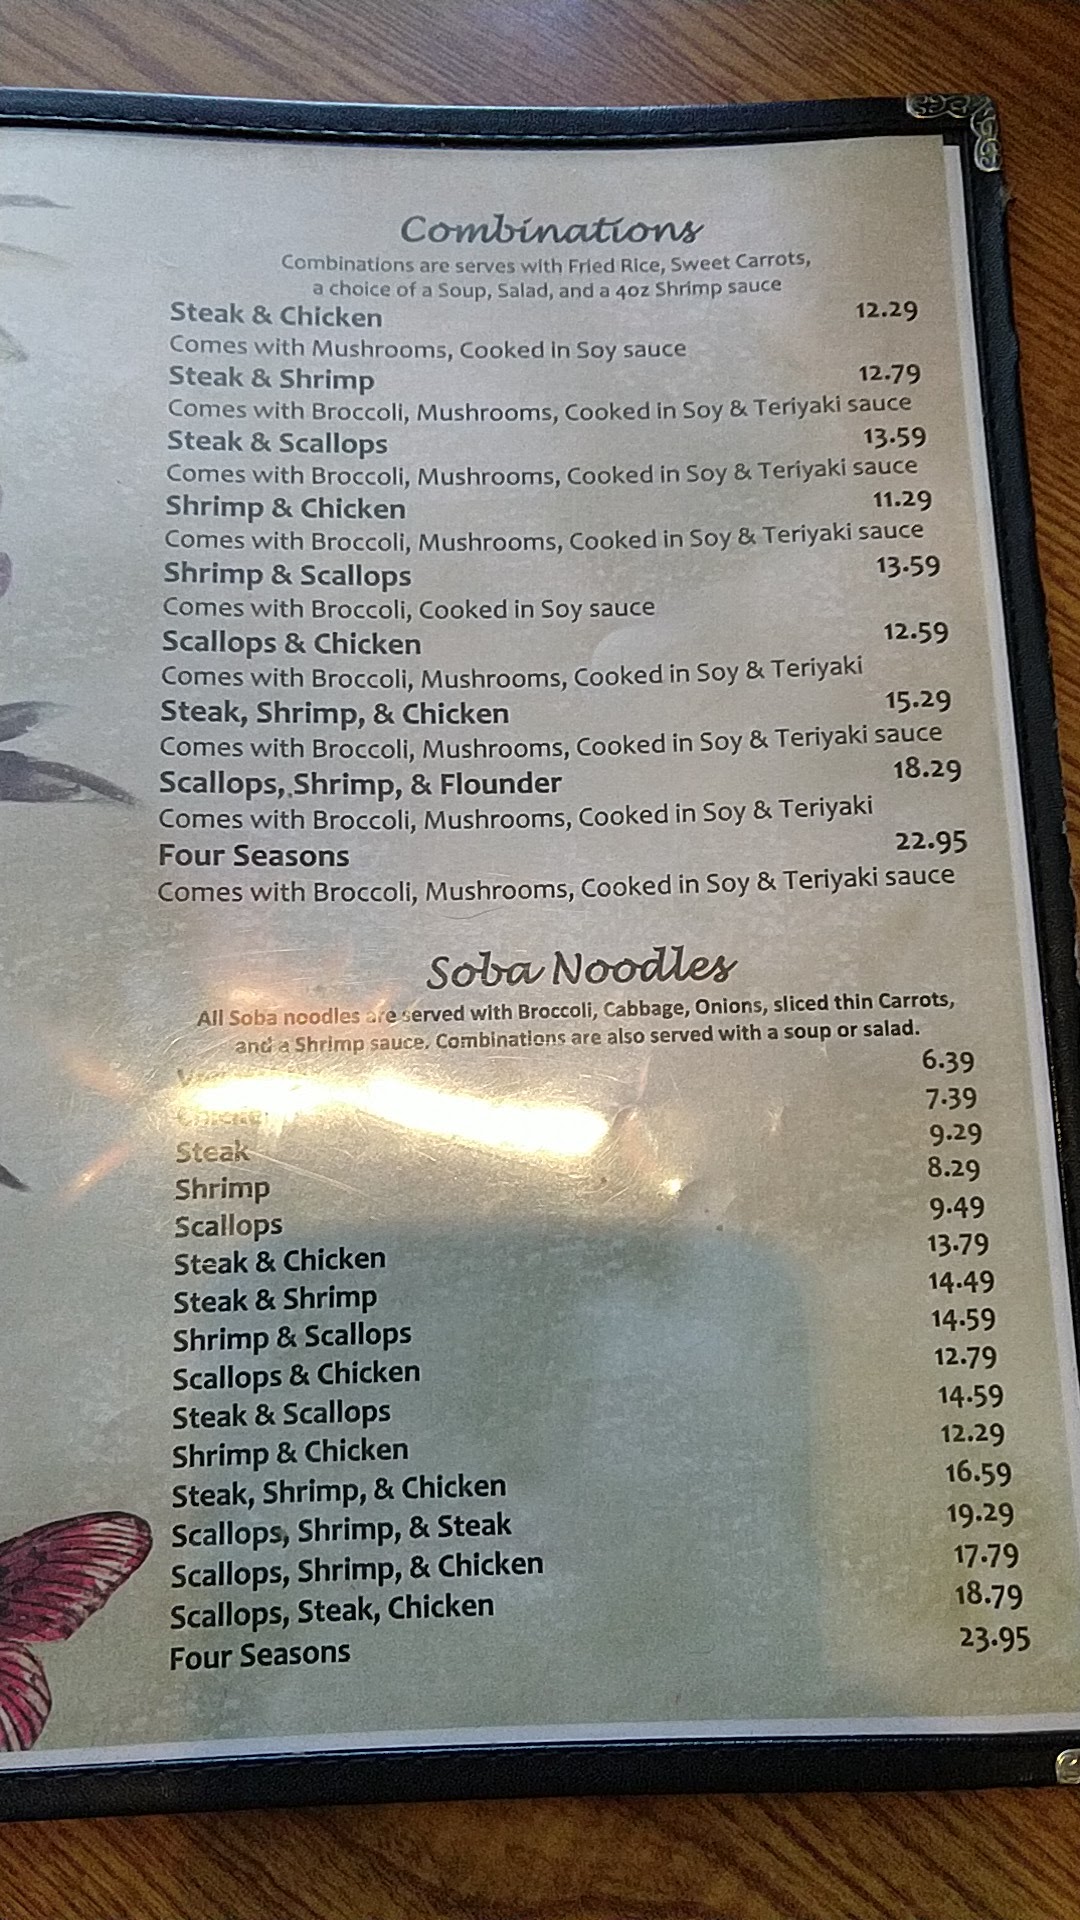 Combinations
Combinations are serves with Fried Rice, Sweet Carrots,
a choice of a Soup, Salad, and a 4oz Shrimp sauce
Steak & Chicken 12.29
Comes with Mushrooms, Cooked in Soy sauce
Steak & Shrimp 12.79
Comes with Broccoli, Mushrooms, Cooked in Soy & Teriyaki sauce
Steak & Scallops 13.59
Comes with Broccoli, Mushrooms, Cooked in Soy & Teriyaki sauce
Shrimp & Chicken 11.29
Comes with Broccoli, Mushrooms, Cooked in Soy & Teriyaki sauce
Shrimp & Scallops 13.59
Comes with Broccoli, Cooked in Soy sauce
Scallops & Chicken 12.59
Comes with Broccoli, Mushrooms, Cooked in Soy & Teriyaki
Steak, Shrimp, & Chicken 15.29
Comes with Broccoli, Mushrooms, Cooked in Soy & Teriyaki sauce
Scallops, Shrimp, & Flounder 18.29
Comes with Broccoli, Mushrooms, Cooked in Soy & Teriyaki
Four Seasons 22.95
Comes with Broccoli, Mushrooms, Cooked in Soy & Teriyaki sauce
Soba Noodles
All Soba noodles are served with Broccoli, Cabbage, Onions, sliced thin Carrots,
and a Shrimp sauce. Combinations are also served with a soup or salad.
6.39
Chicken 7.39
Steak 9.29
Shrimp 8.29
Scallops 9.49
Steak & Chicken 13.79
Steak & Shrimp 14.49
Shrimp & Scallops 14.59
Scallops & Chicken 12.79
Steak & Scallops 14.59
Shrimp & Chicken 12.29
Steak, Shrimp, & Chicken 16.59
Scallops, Shrimp, & Steak 19.29
Scallops, Shrimp, & Chicken 17.79
Scallops, Steak, Chicken 18.79
Four Seasons 23.95